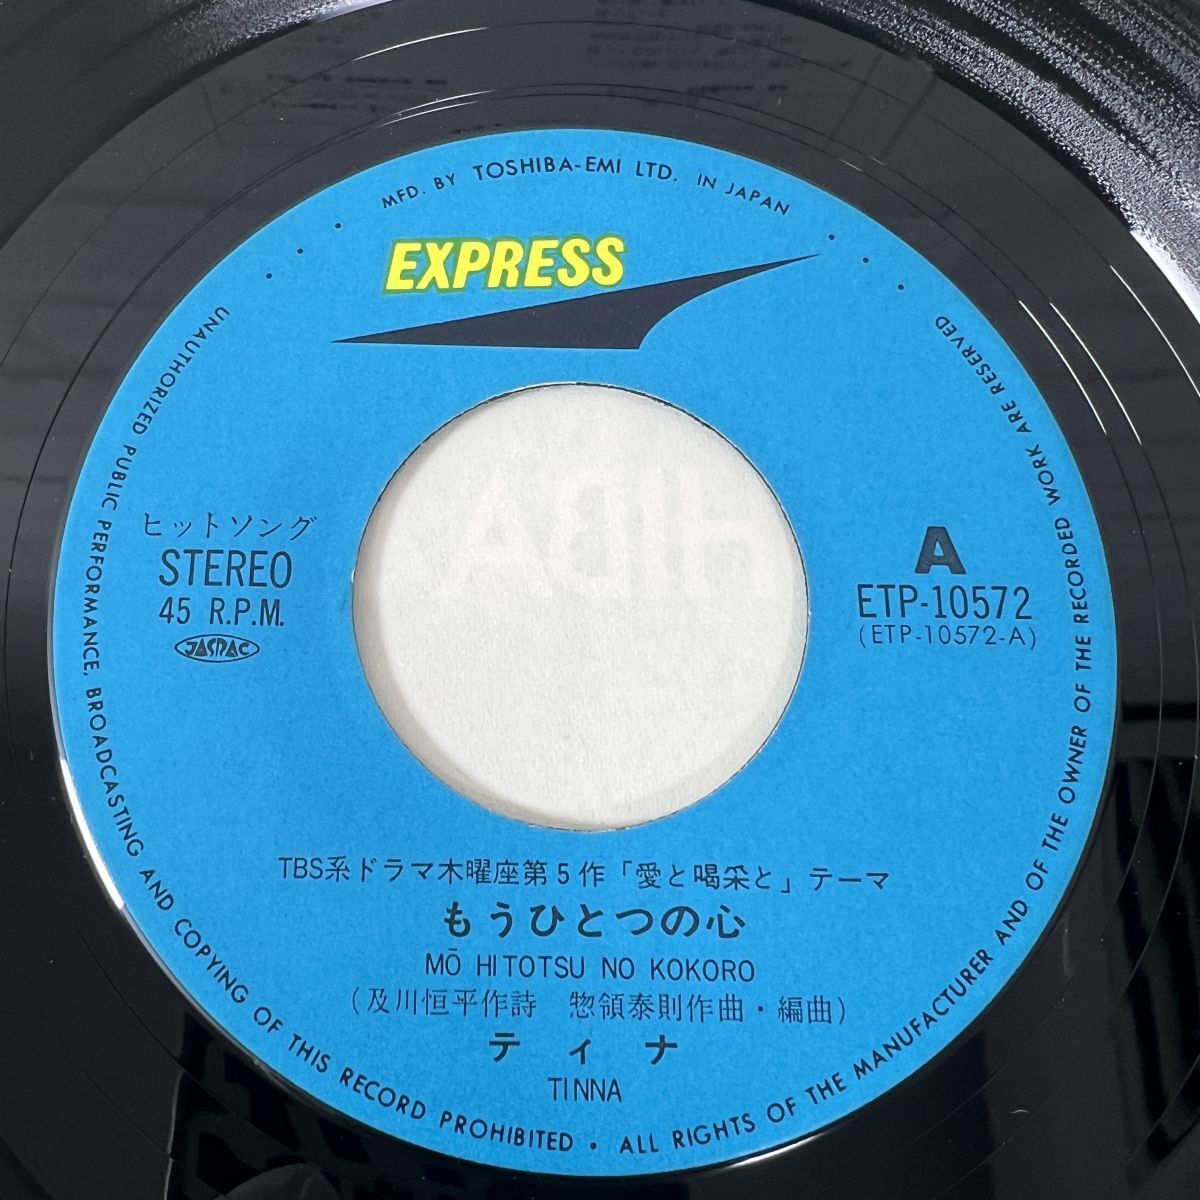 MFD. BY TOSHIBA-EMI LTD. IN JAPAN
EXPRESS
ヒットソング
STEREO
45 R.P.M.
JASRAC
A
ETP-10572
(ETP-10572-A)
TBS系ドラマ木曜座第5作「愛と喝采と」テーマ
もうひとつの心
MŌ HITOTSU NO KOKORO
(及川恒平作詩 惣領泰則作曲・編曲)
ティナ
TINNA
UNAUTHORIZED PUBLIC PERFORMANCE, BROADCASTING AND COPYING OF THIS RECORD PROHIBITED • ALL RIGHTS OF THE MANUFACTURER AND OF THE OWNER OF THE RECORDED WORK ARE RESERVED